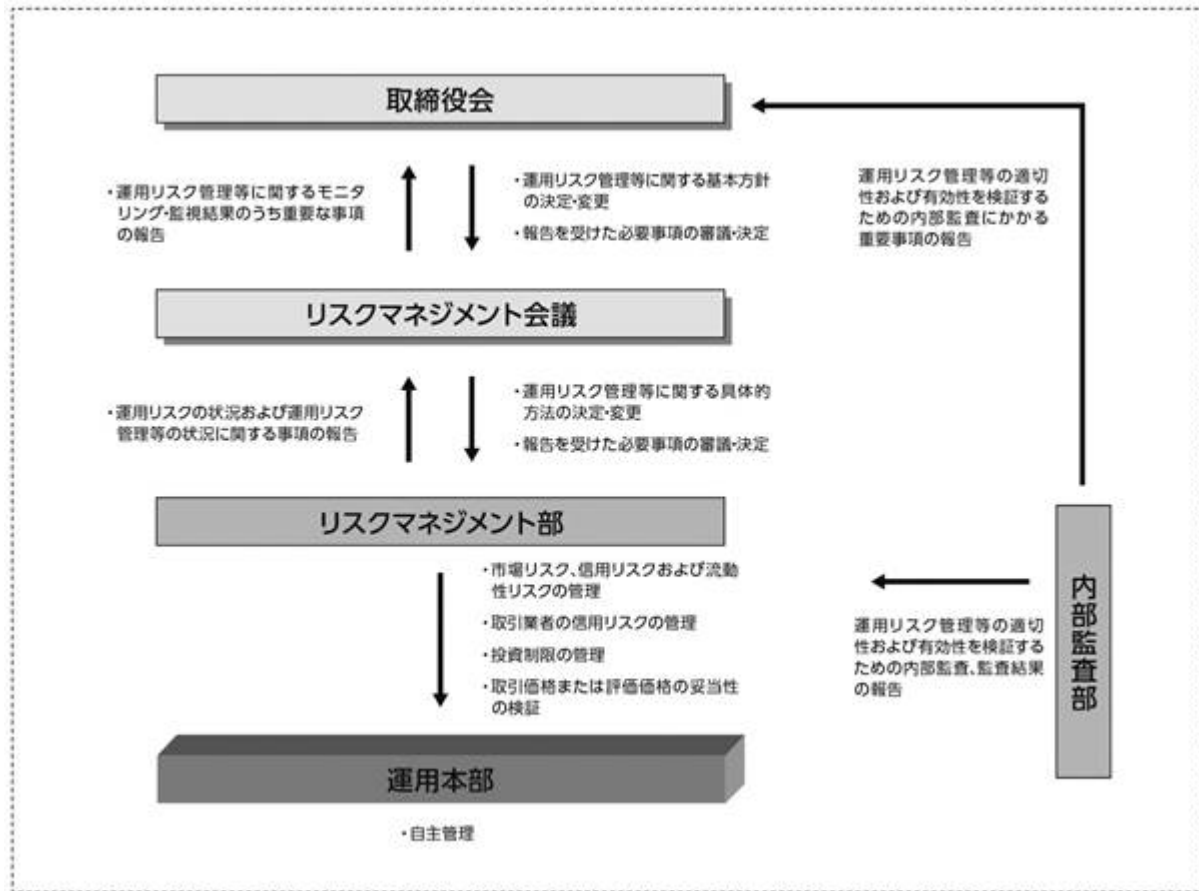 取締役会
・運用リスク管理等に関するモニタ
リング・監視結果のうち重要な事項
の報告
・運用リスク管理等に関する基本方針
の決定・変更
・報告を受けた必要事項の審議・決定
運用リスク管理等の適切
性および有効性を検証する
ための内部監査にかかる
重要事項の報告
リスクマネジメント会議
・運用リスクの状況および運用リスク
管理等の状況に関する事項の報告
・運用リスク管理等に関する具体的
方法の決定・変更
・報告を受けた必要事項の審議・決定
リスクマネジメント部
・市場リスク、信用リスクおよび流動
性リスクの管理
・取引業者の信用リスクの管理
・投資制限の管理
・取引価格または評価価格の妥当性
の検証
運用リスク管理等の適切
性および有効性を検証する
ための内部監査、監査結果
の報告
内部監査部
運用本部
・自主管理